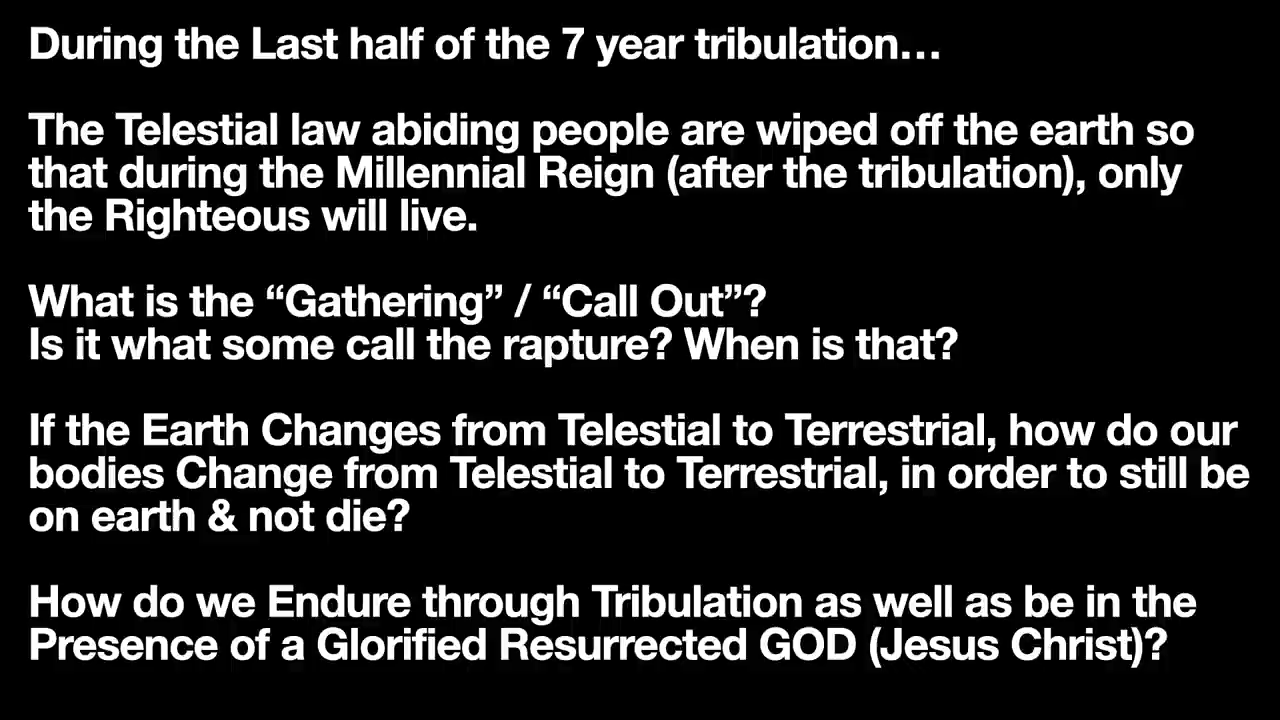 During the Last half of the 7 year tribulation…
The Telestial law abiding people are wiped off the earth so
that during the Millennial Reign (after the tribulation), only
the Righteous will live.
What is the “Gathering” / “Call Out”?
Is it what some call the rapture? When is that?
If the Earth Changes from Telestial to Terrestrial, how do our
bodies Change from Telestial to Terrestrial, in order to still be
on earth & not die?
How do we Endure through Tribulation as well as be in the
Presence of a Glorified Resurrected GOD (Jesus Christ)?